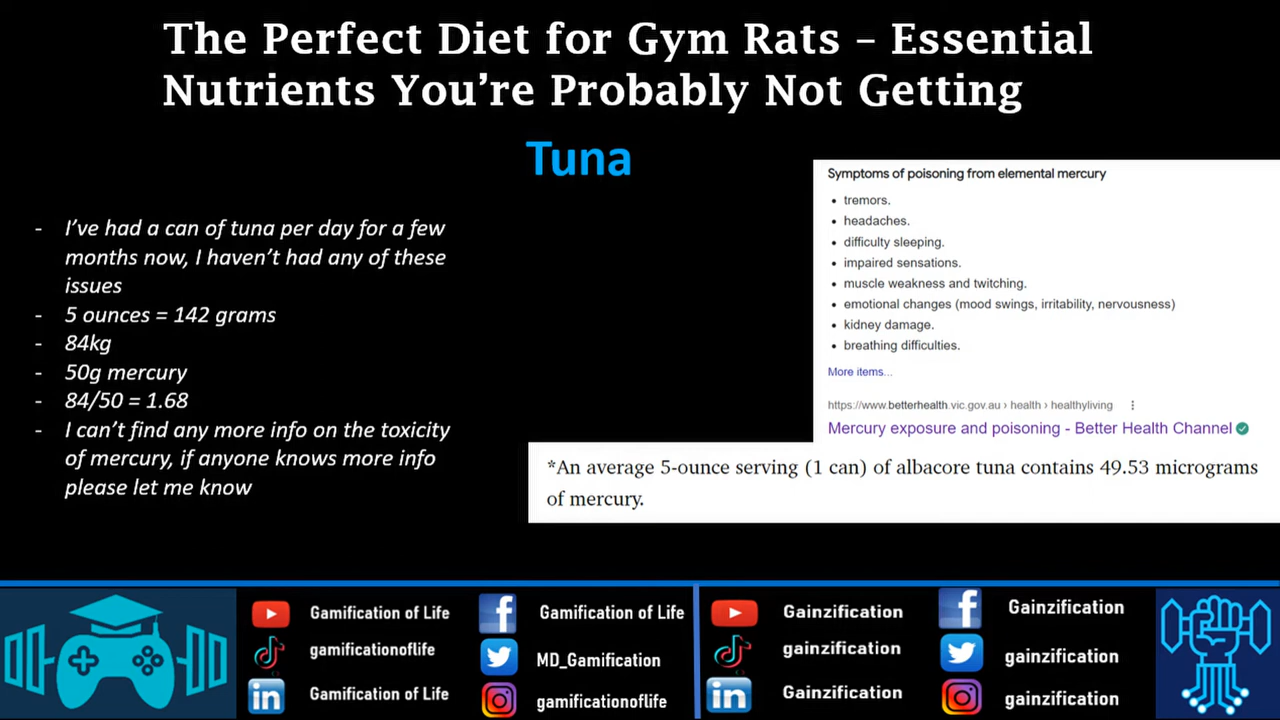 The Perfect Diet for Gym Rats – Essential
Nutrients You're Probably Not Getting
Tuna
- I've had a can of tuna per day for a few
months now, I haven't had any of these
issues
- 5 ounces = 142 grams
- 84kg
- 50g mercury
- 84/50 = 1.68
- I can't find any more info on the toxicity
of mercury, if anyone knows more info
please let me know
Symptoms of poisoning from elemental mercury
• tremors.
• headaches.
• difficulty sleeping.
• impaired sensations.
• muscle weakness and twitching.
• emotional changes (mood swings, irritability, nervousness)
• kidney damage.
• breathing difficulties.
More items...
https://www.betterhealth.vic.gov.au › health › healthyliving
Mercury exposure and poisoning - Better Health Channel
*An average 5-ounce serving (1 can) of albacore tuna contains 49.53 micrograms
of mercury.
Gamification of Life
gamificationoflife
Gamification of Life
Gamification of Life
MD_Gamification
gamificationoflife
Gainzification
gainzification
Gainzification
Gainzification
gainzification
gainzification